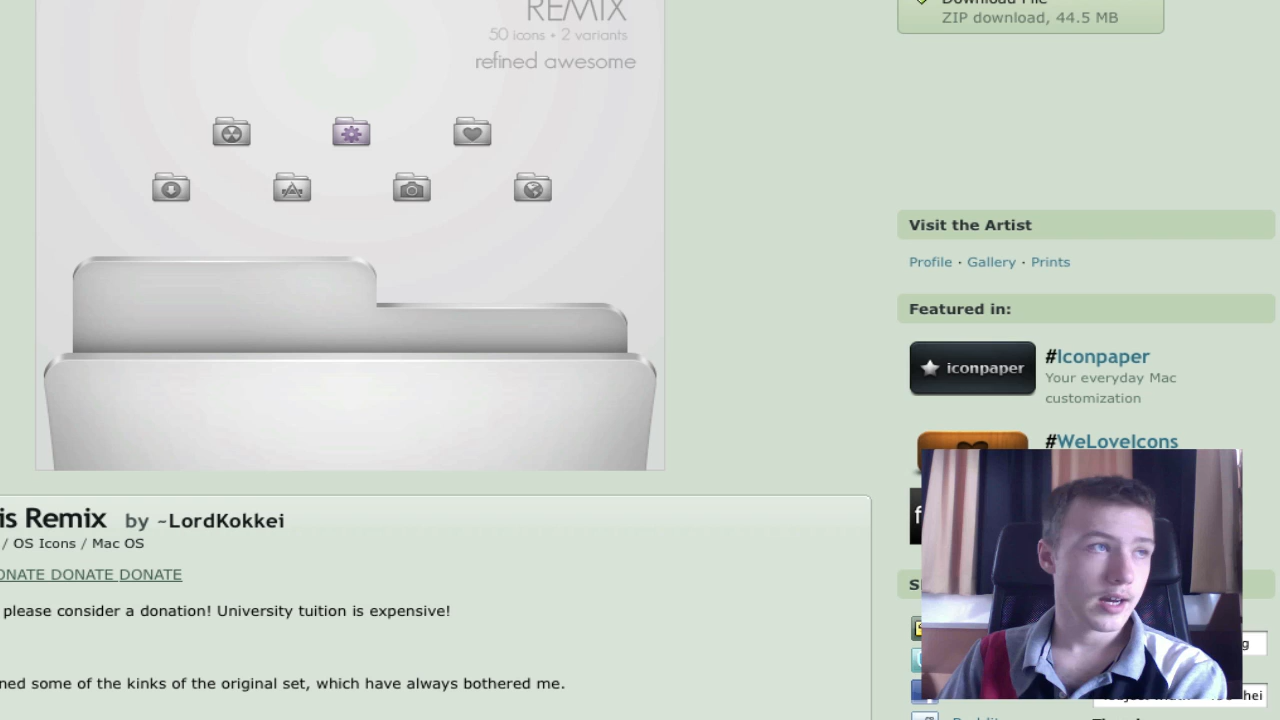 REMIX
50 icons • 2 variants
refined awesome
Download File
ZIP download, 44.5 MB
Visit the Artist
Profile · Gallery · Prints
Featured in:
iconpaper
#Iconpaper
Your everyday Mac
customization
#WeLoveIcons
is Remix by ~LordKokkei
/ OS Icons / Mac OS
ONATE DONATE DONATE
please consider a donation! University tuition is expensive!
ned some of the kinks of the original set, which have always bothered me.